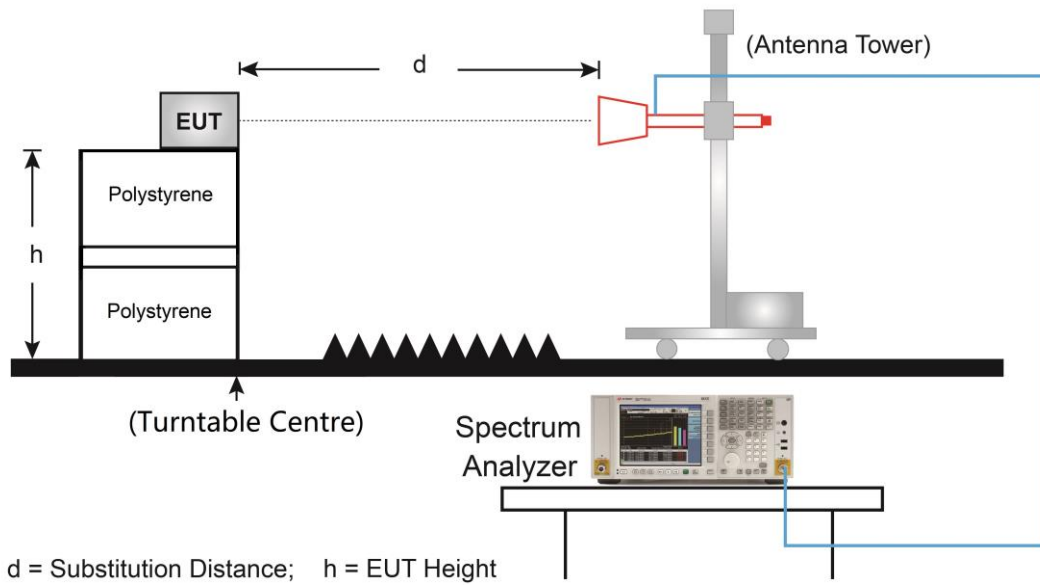 (Antenna Tower)
d
EUT
Polystyrene
h
Polystyrene
(Turntable Centre)
Spectrum
Analyzer
d = Substitution Distance; h = EUT Height